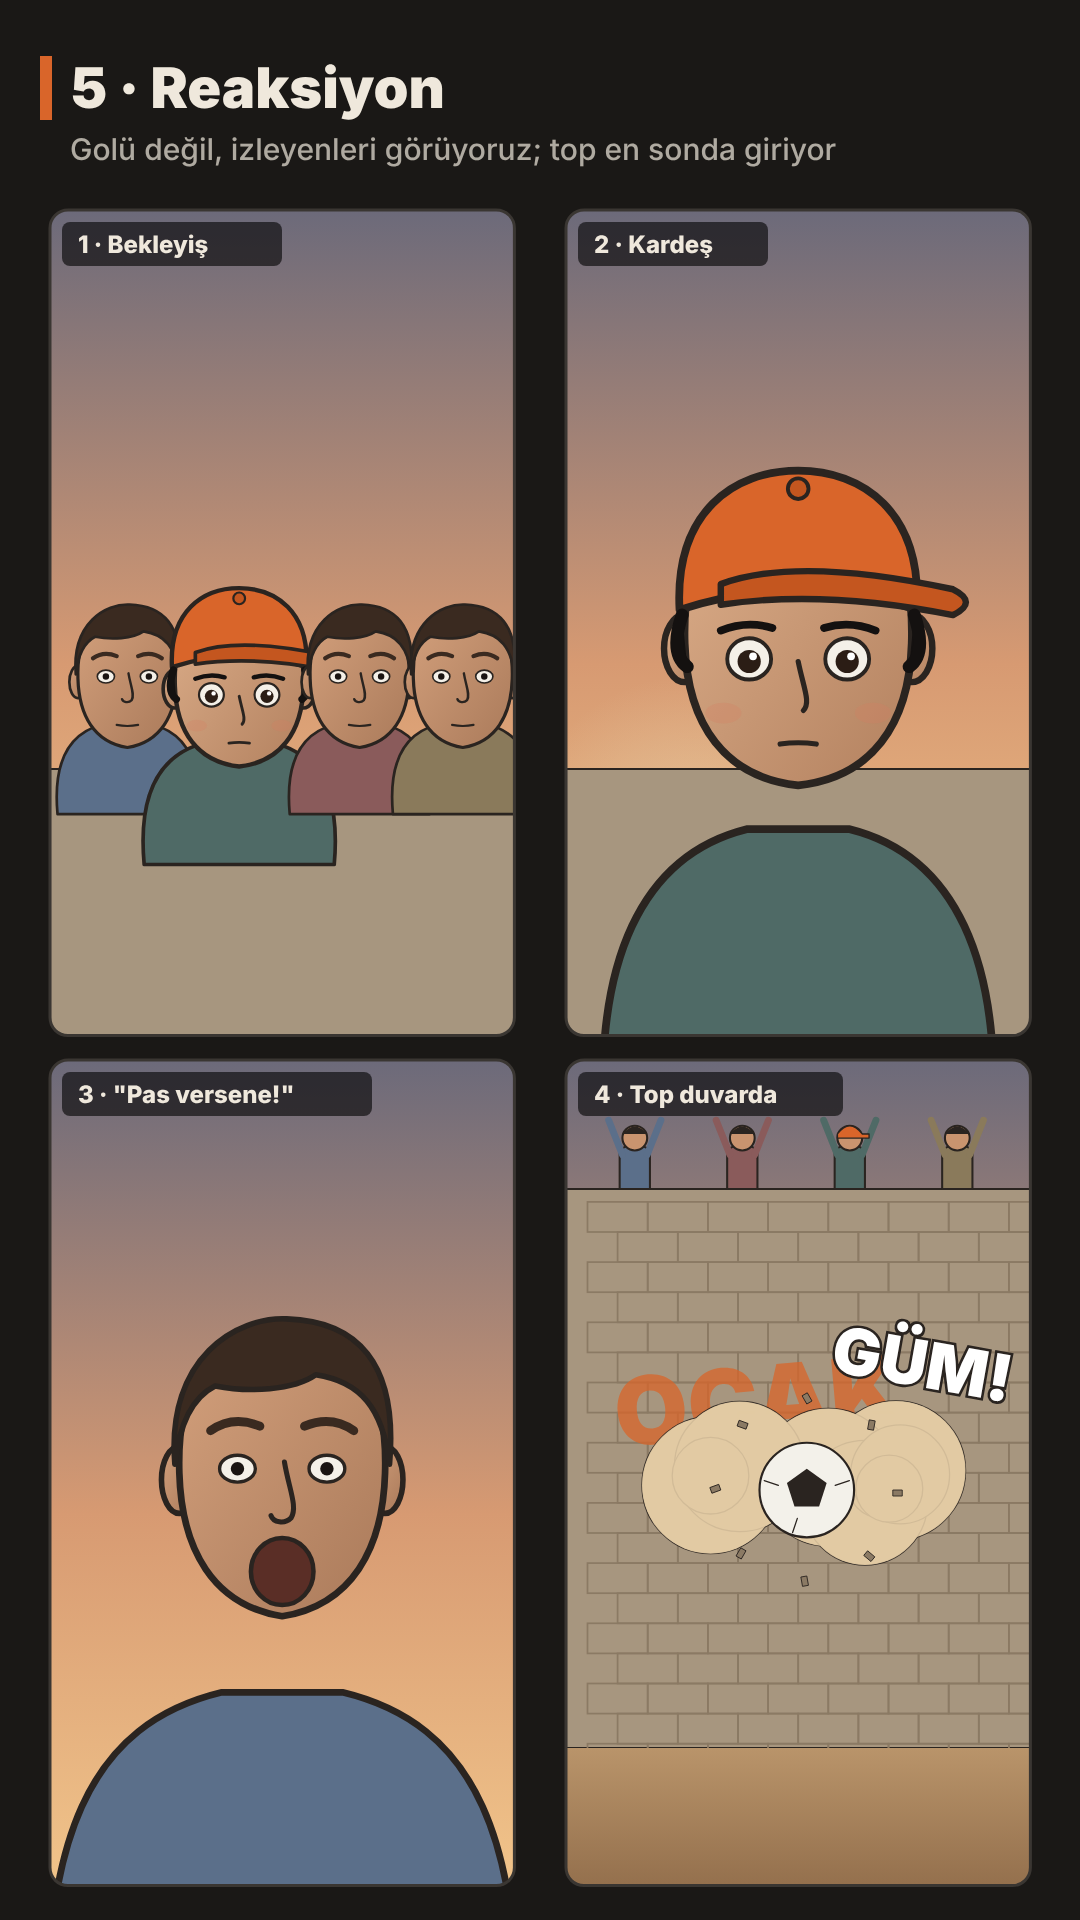 5 · Reaksiyon
Golü değil, izleyenleri görüyoruz; top en sonda giriyor
1 · Bekleyiş
2 · Kardeş
3 · "Pas versene!"
4 · Top duvarda
GÜM!
OCAK